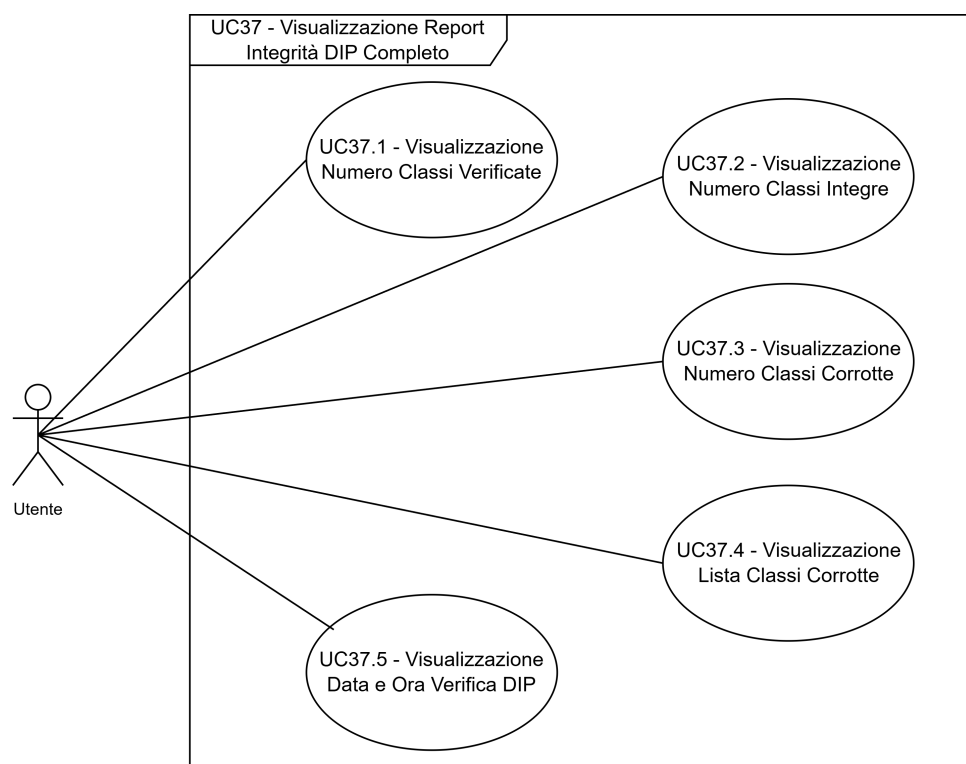 UC37 - Visualizzazione Report
Integrità DIP Completo
UC37.1 - Visualizzazione
Numero Classi Verificate
UC37.2 - Visualizzazione
Numero Classi Integre
UC37.3 - Visualizzazione
Numero Classi Corrotte
Utente
UC37.4 - Visualizzazione
Lista Classi Corrotte
UC37.5 - Visualizzazione
Data e Ora Verifica DIP